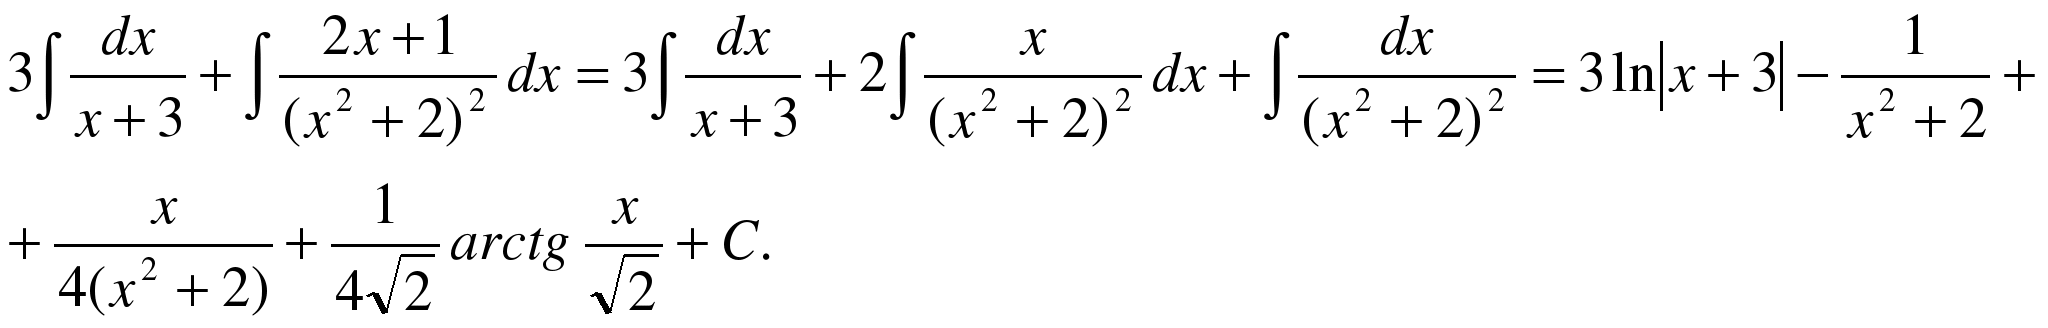 3∫ dx/(x+3) + ∫ (2x+1)/(x²+2)² dx = 3∫ dx/(x+3) + 2∫ x/(x²+2)² dx + ∫ dx/(x²+2)² = 3 ln|x+3| − 1/(x²+2) +
+ x/(4(x²+2)) + 1/(4√2) arctg x/√2 + C.